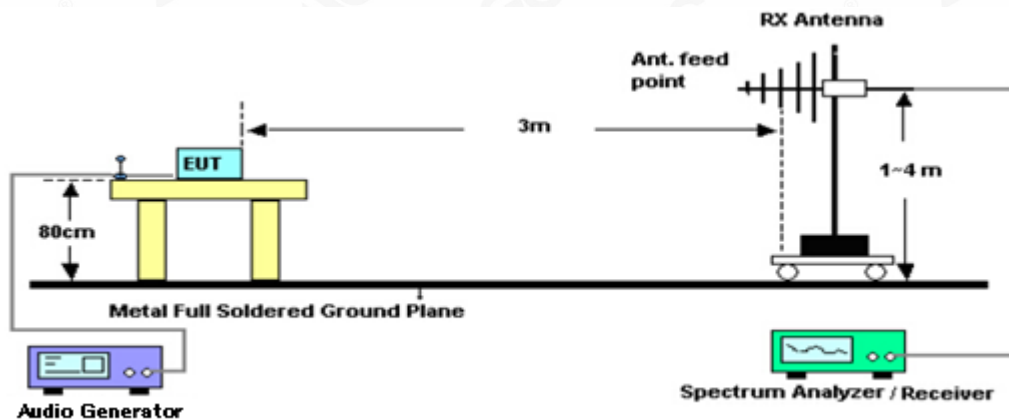 RX Antenna
Ant. feed
point
3m
EUT
1~4 m
80cm
Metal Full Soldered Ground Plane
Audio Generator
Spectrum Analyzer / Receiver